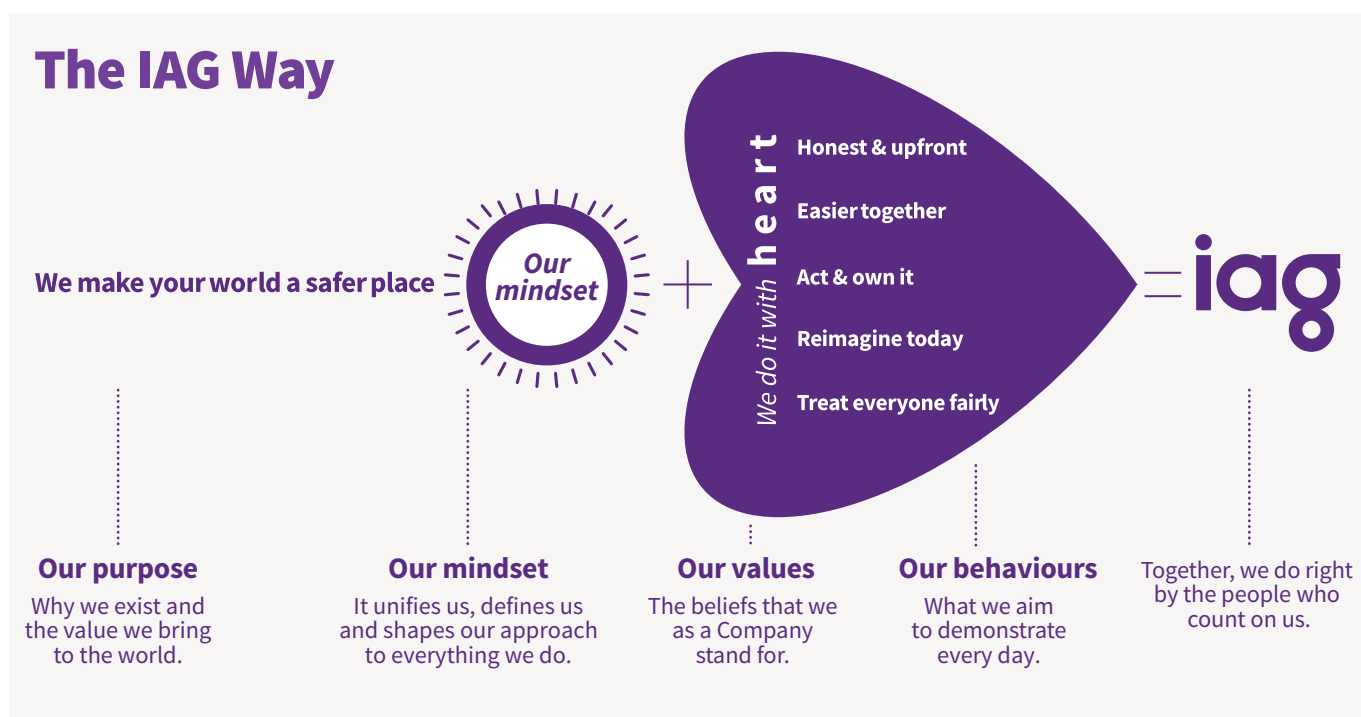 The IAG Way
We make your world a safer place
Our
mindset
We do it with heart
Honest & upfront
Easier together
Act & own it
Reimagine today
Treat everyone fairly
iag
Our purpose
Why we exist and
the value we bring
to the world.
Our mindset
It unifies us, defines us
and shapes our approach
to everything we do.
Our values
The beliefs that we
as a Company
stand for.
Our behaviours
What we aim
to demonstrate
every day.
Together, we do right
by the people who
count on us.